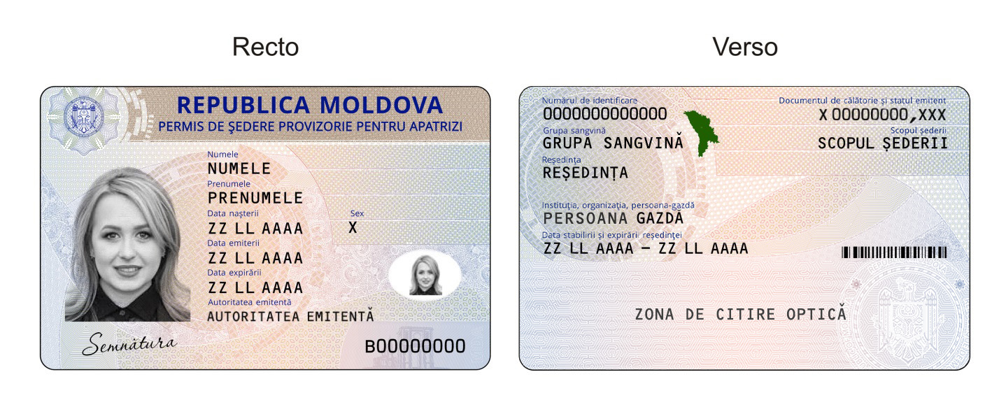 Recto
REPUBLICA MOLDOVA
PERMIS DE ŞEDERE PROVIZORIE PENTRU APATRIZI
Numele
NUMELE
Prenumele
PRENUMELE
Data naşterii
ZZ LL AAAA
Sex
X
Data emiterii
ZZ LL AAAA
Data expirării
ZZ LL AAAA
Autoritatea emitentă
AUTORITATEA EMITENTĂ
Semnătura
B00000000
Verso
Numărul de identificare
0000000000000
Grupa sangvină
GRUPA SANGVINĂ
Reşedinţa
REȘEDINȚA
Documentul de călătorie şi statul emitent
X 00000000,XXX
Scopul şederii
SCOPUL ȘEDERII
Instituţia, organizaţia, persoana-gazdă
PERSOANA GAZDĂ
Data stabilirii şi expirării reşedinţei
ZZ LL AAAA – ZZ LL AAAA
ZONA DE CITIRE OPTICĂ